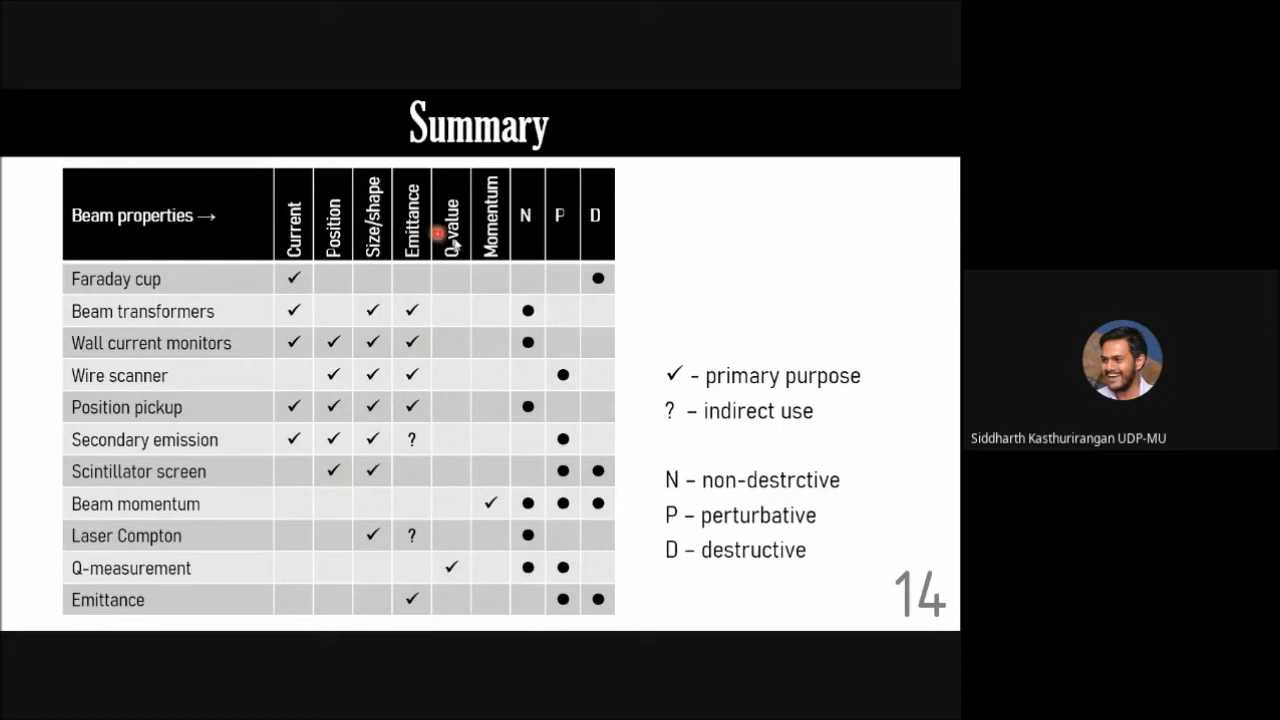 Summary
Beam properties → Current Position Size/shape Emittance Q-value Momentum N P D
Faraday cup ✓ ●
Beam transformers ✓ ✓ ✓ ●
Wall current monitors ✓ ✓ ✓ ✓ ●
Wire scanner ✓ ✓ ✓ ●
Position pickup ✓ ✓ ✓ ✓ ●
Secondary emission ✓ ✓ ✓ ? ●
Scintillator screen ✓ ✓ ● ●
Beam momentum ✓ ● ● ●
Laser Compton ✓ ? ●
Q-measurement ✓ ● ●
Emittance ✓ ● ●
✓ - primary purpose
? – indirect use
N – non-destrctive
P – perturbative
D – destructive
14
Siddharth Kasthurirangan UDP-MU